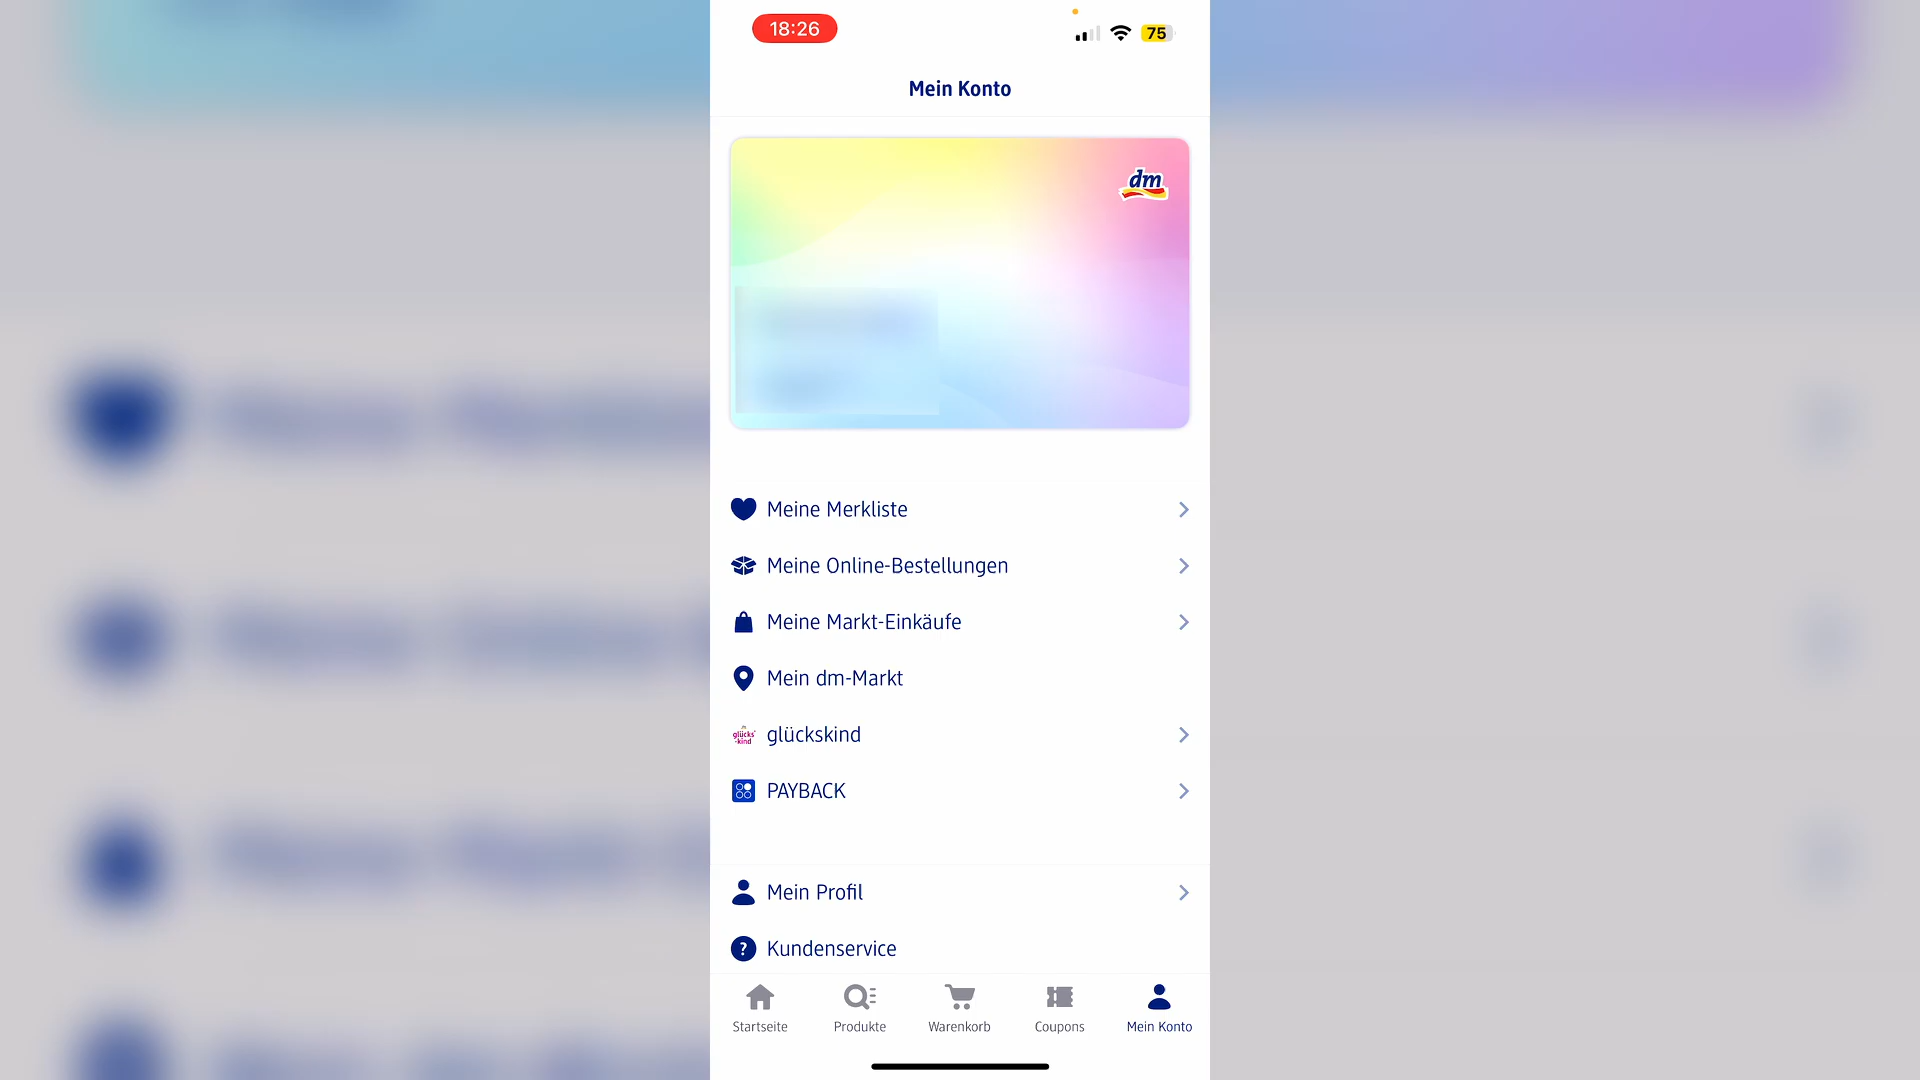 18:26
75
Mein Konto
dm
Meine Merkliste
Meine Online-Bestellungen
Meine Markt-Einkäufe
Mein dm-Markt
glücks
-kind
glückskind
PAYBACK
Mein Profil
?
Kundenservice
Startseite
Produkte
Warenkorb
Coupons
Mein Konto